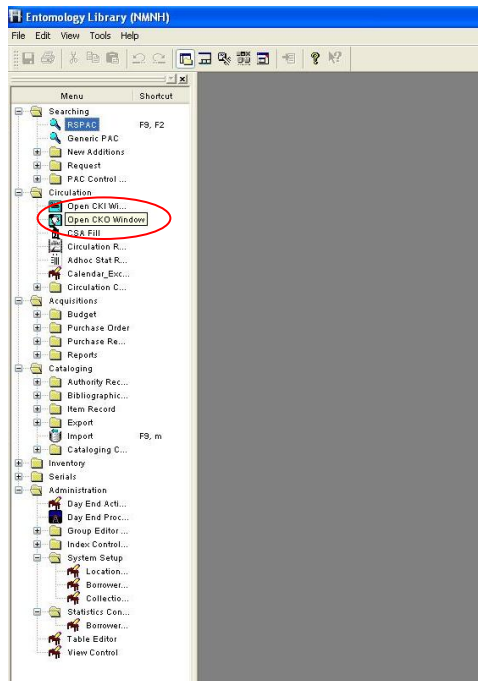 Entomology Library (NMNH)
File Edit View Tools Help
Menu Shortcut
Searching
RSPAC F9, F2
Generic PAC
New Additions
Request
PAC Control ...
Circulation
Open CKI Wi...
Open CKO Window
CSA Fill
Circulation R...
Adhoc Stat R...
Calendar_Exc...
Circulation C...
Acquisitions
Budget
Purchase Order
Purchase Re...
Reports
Cataloging
Authority Rec...
Bibliographic...
Item Record
Export
Import F9, m
Cataloging C...
Inventory
Serials
Administration
Day End Acti...
Day End Proc...
Group Editor ...
Index Control...
System Setup
Location...
Borrower...
Collectio...
Statistics Con...
Borrower...
Table Editor
View Control